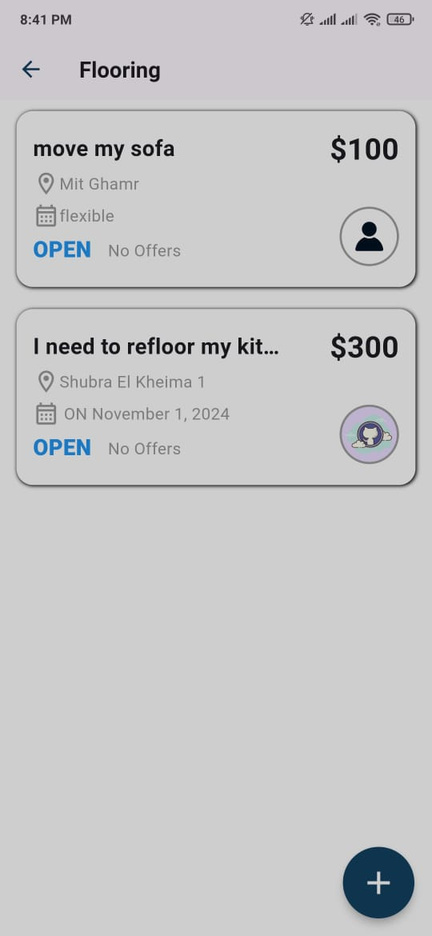 8:41 PM 46
Flooring
move my sofa $100
Mit Ghamr
flexible
OPEN No Offers
I need to refloor my kit... $300
Shubra El Kheima 1
ON November 1, 2024
OPEN No Offers